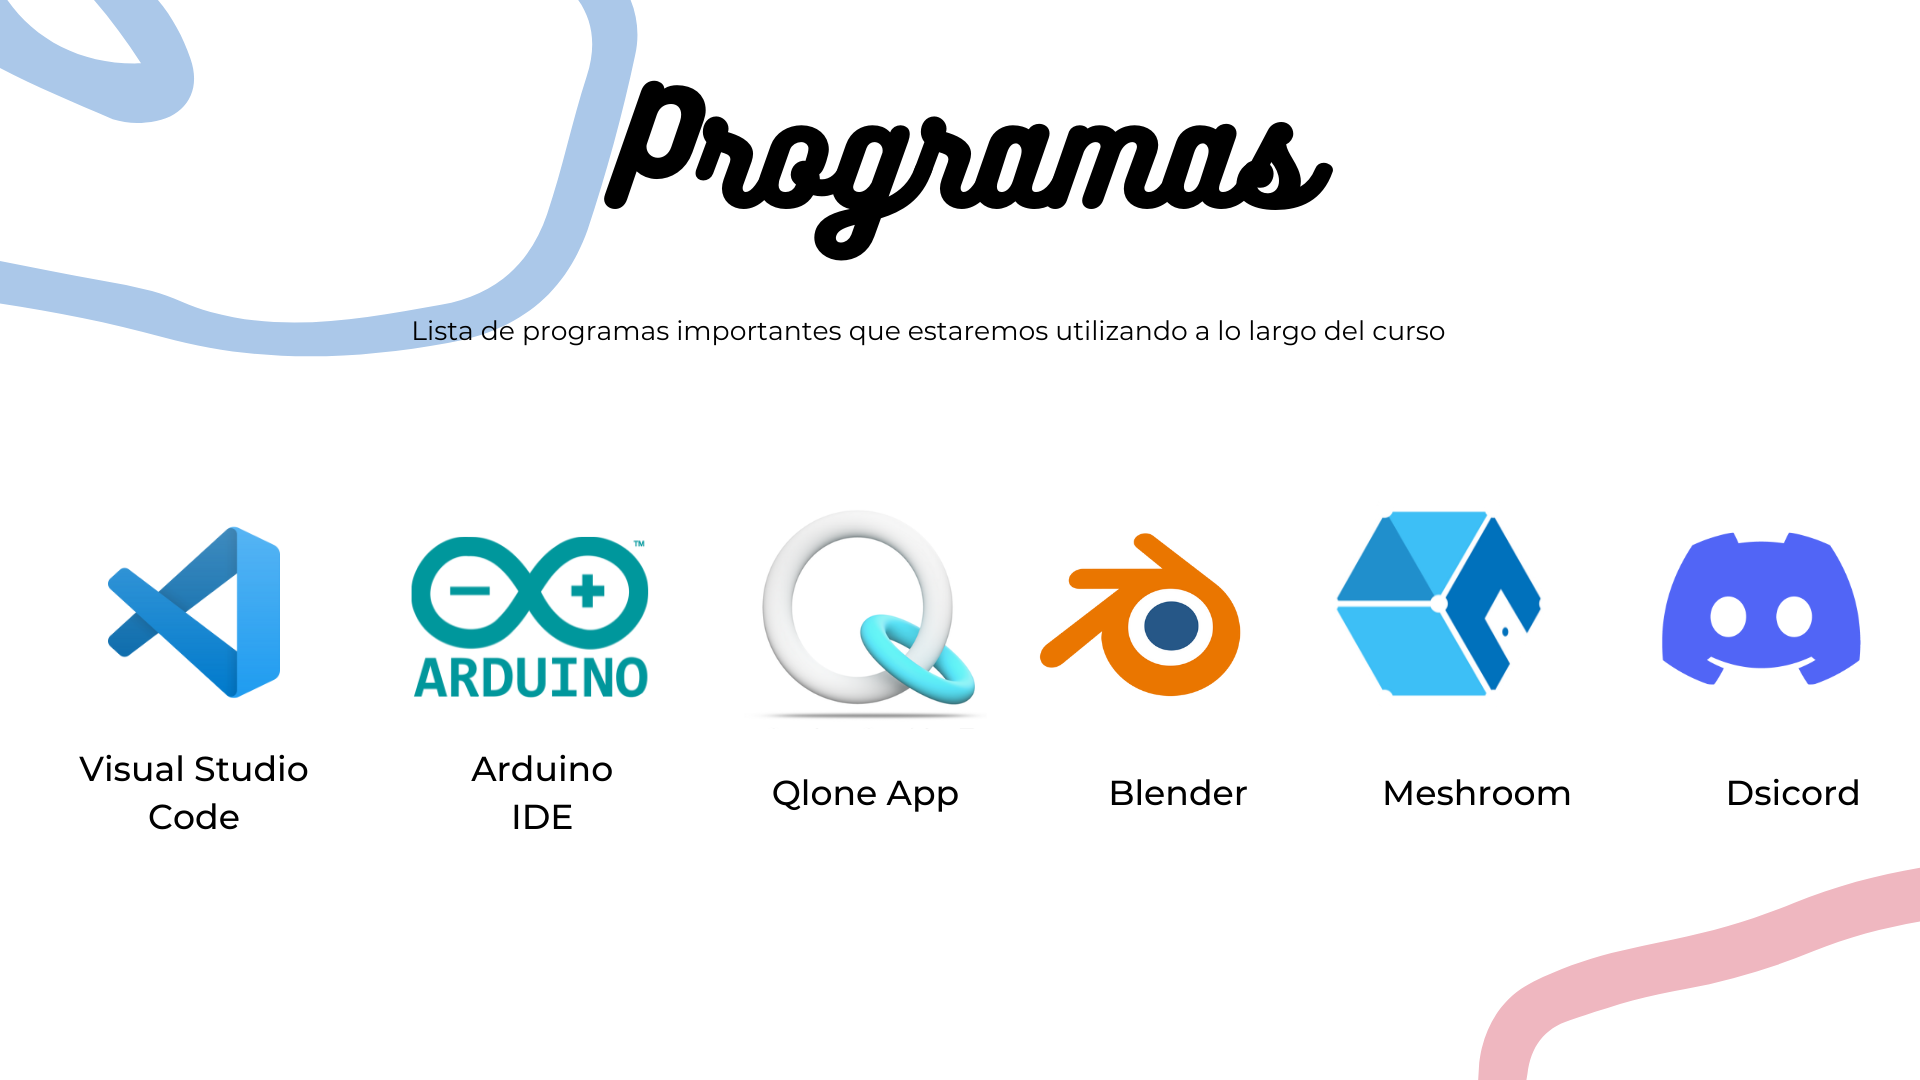 Programas
Lista de programas importantes que estaremos utilizando a lo largo del curso
TM
ARDUINO
Visual Studio
Code
Arduino
IDE
Qlone App
Blender
Meshroom
Dsicord